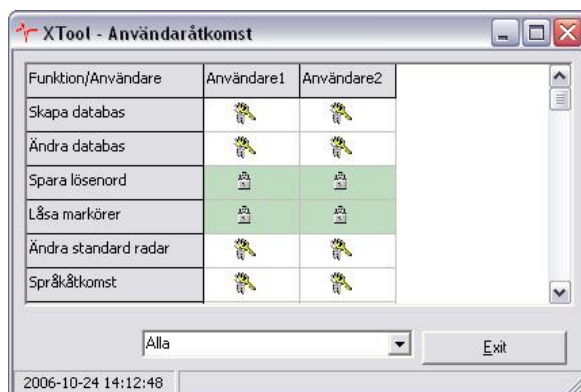 XTool - Användaråtkomst
Funktion/Användare Användare1 Användare2
Skapa databas
Ändra databas
Spara lösenord
Låsa markörer
Ändra standard radar
Språkåtkomst
Alla
Exit
2006-10-24 14:12:48